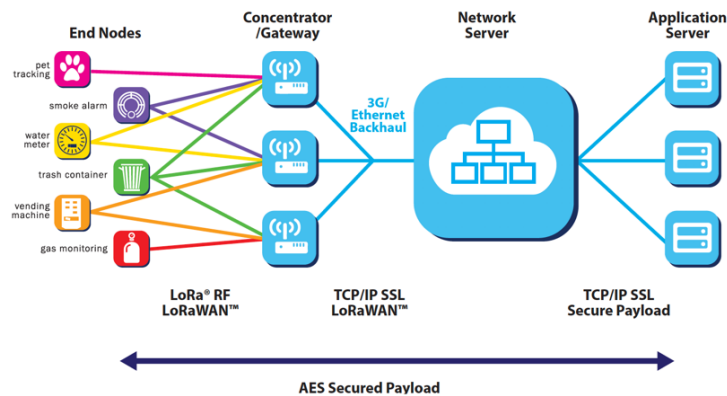 End Nodes
Concentrator
/Gateway
Network
Server
Application
Server
pet
tracking
smoke alarm
water
meter
trash container
vending
machine
gas monitoring
3G/
Ethernet
Backhaul
LoRa® RF
LoRaWAN™
TCP/IP SSL
LoRaWAN™
TCP/IP SSL
Secure Payload
AES Secured Payload